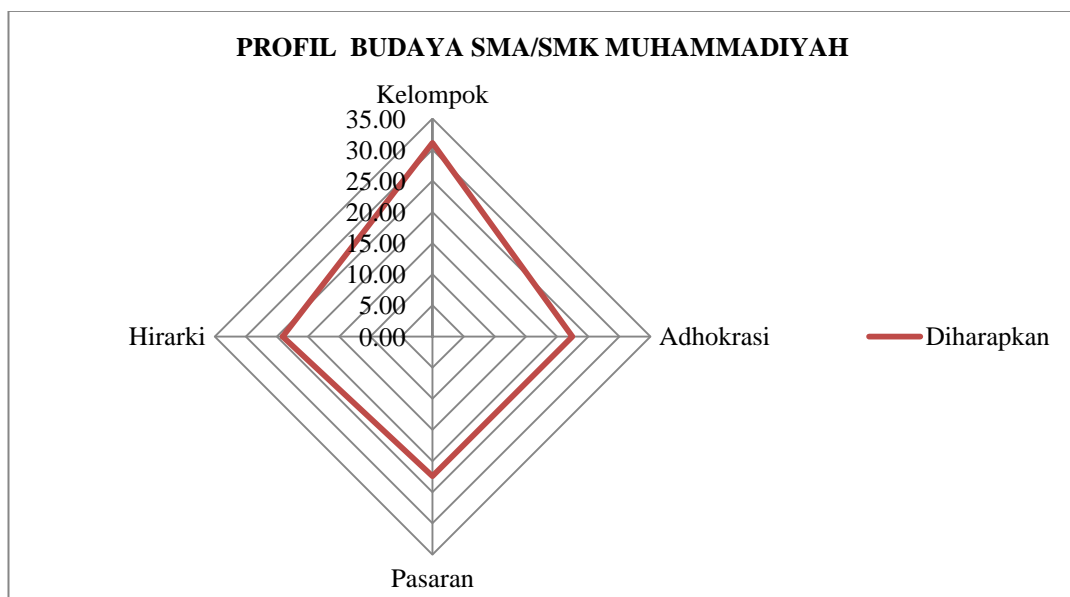 PROFIL BUDAYA SMA/SMK MUHAMMADIYAH
Kelompok
35.00
30.00
25.00
20.00
15.00
10.00
5.00
0.00
Hirarki
Adhokrasi
Diharapkan
Pasaran